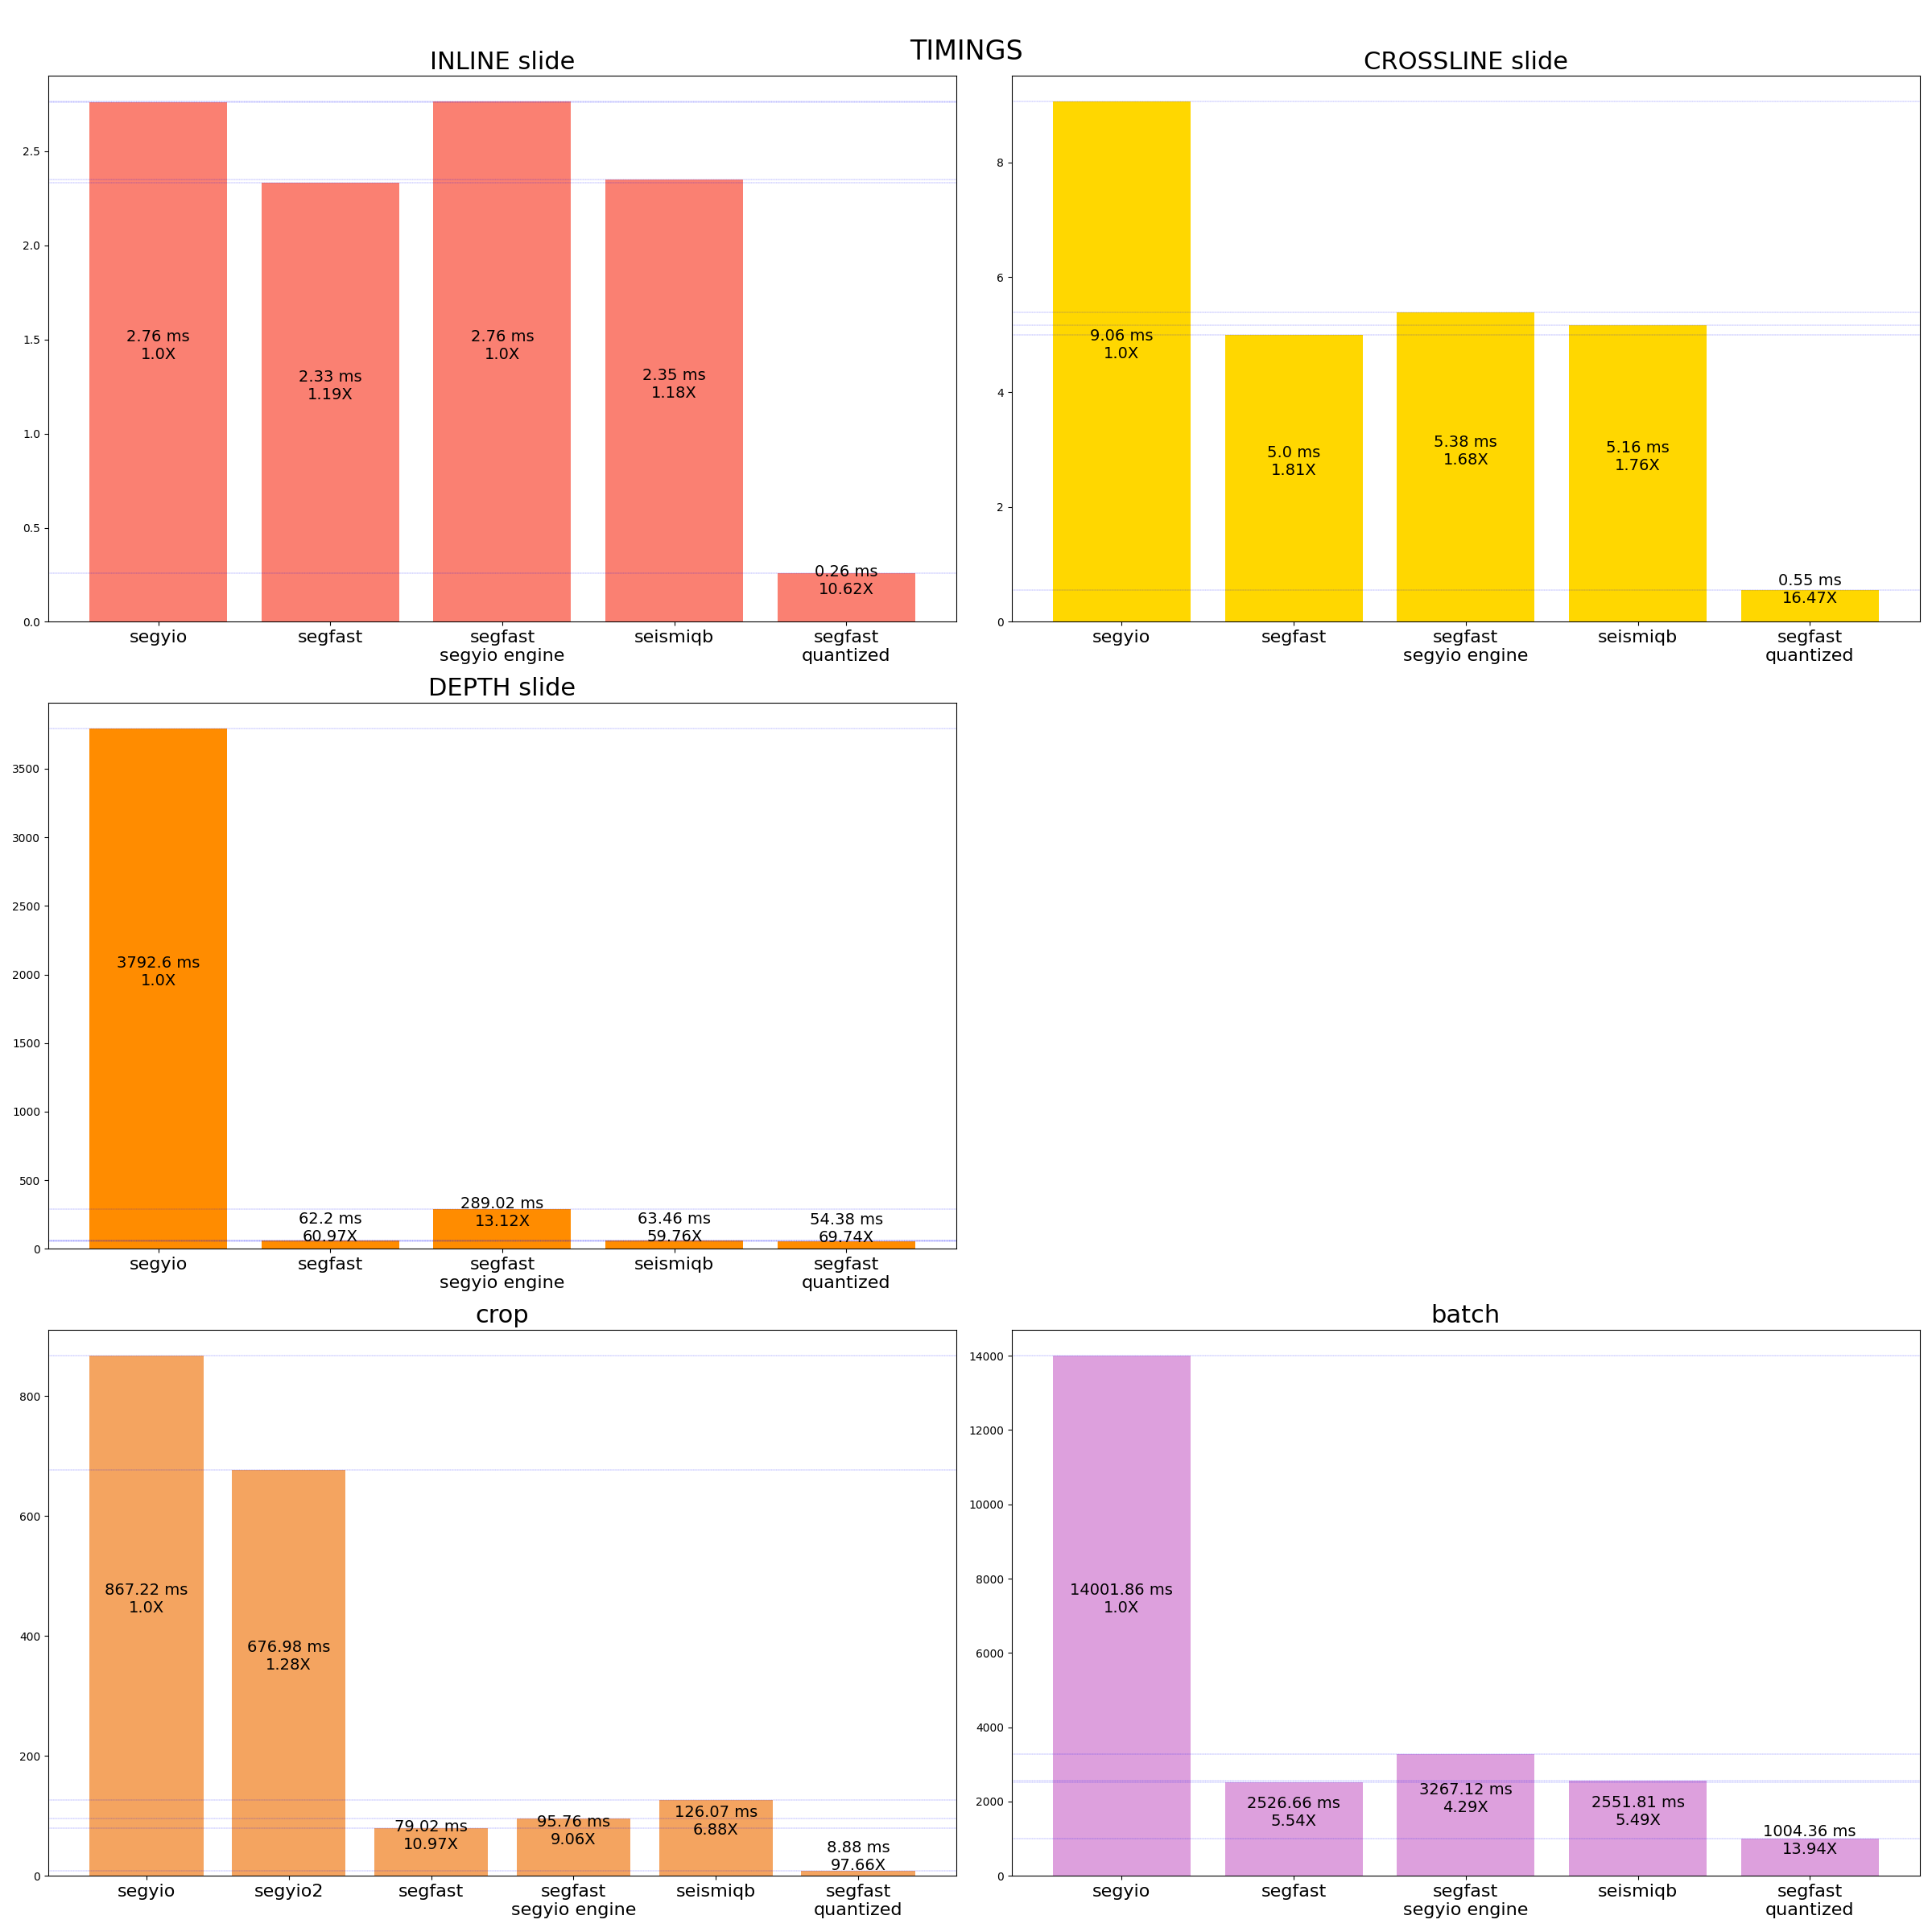 TIMINGS
INLINE slide
2.5
2.0
1.5
1.0
0.5
0.0
2.76 ms
1.0X
2.33 ms
1.19X
2.76 ms
1.0X
2.35 ms
1.18X
0.26 ms
10.62X
segyio
segfast
segfast
segyio engine
seismiqb
segfast
quantized
CROSSLINE slide
8
6
4
2
0
9.06 ms
1.0X
5.0 ms
1.81X
5.38 ms
1.68X
5.16 ms
1.76X
0.55 ms
16.47X
segyio
segfast
segfast
segyio engine
seismiqb
segfast
quantized
DEPTH slide
3500
3000
2500
2000
1500
1000
500
0
3792.6 ms
1.0X
62.2 ms
60.97X
289.02 ms
13.12X
63.46 ms
59.76X
54.38 ms
69.74X
segyio
segfast
segfast
segyio engine
seismiqb
segfast
quantized
crop
800
600
400
200
0
867.22 ms
1.0X
676.98 ms
1.28X
79.02 ms
10.97X
95.76 ms
9.06X
126.07 ms
6.88X
8.88 ms
97.66X
segyio
segyio2
segfast
segfast
segyio engine
seismiqb
segfast
quantized
batch
14000
12000
10000
8000
6000
4000
2000
0
14001.86 ms
1.0X
2526.66 ms
5.54X
3267.12 ms
4.29X
2551.81 ms
5.49X
1004.36 ms
13.94X
segyio
segfast
segfast
segyio engine
seismiqb
segfast
quantized